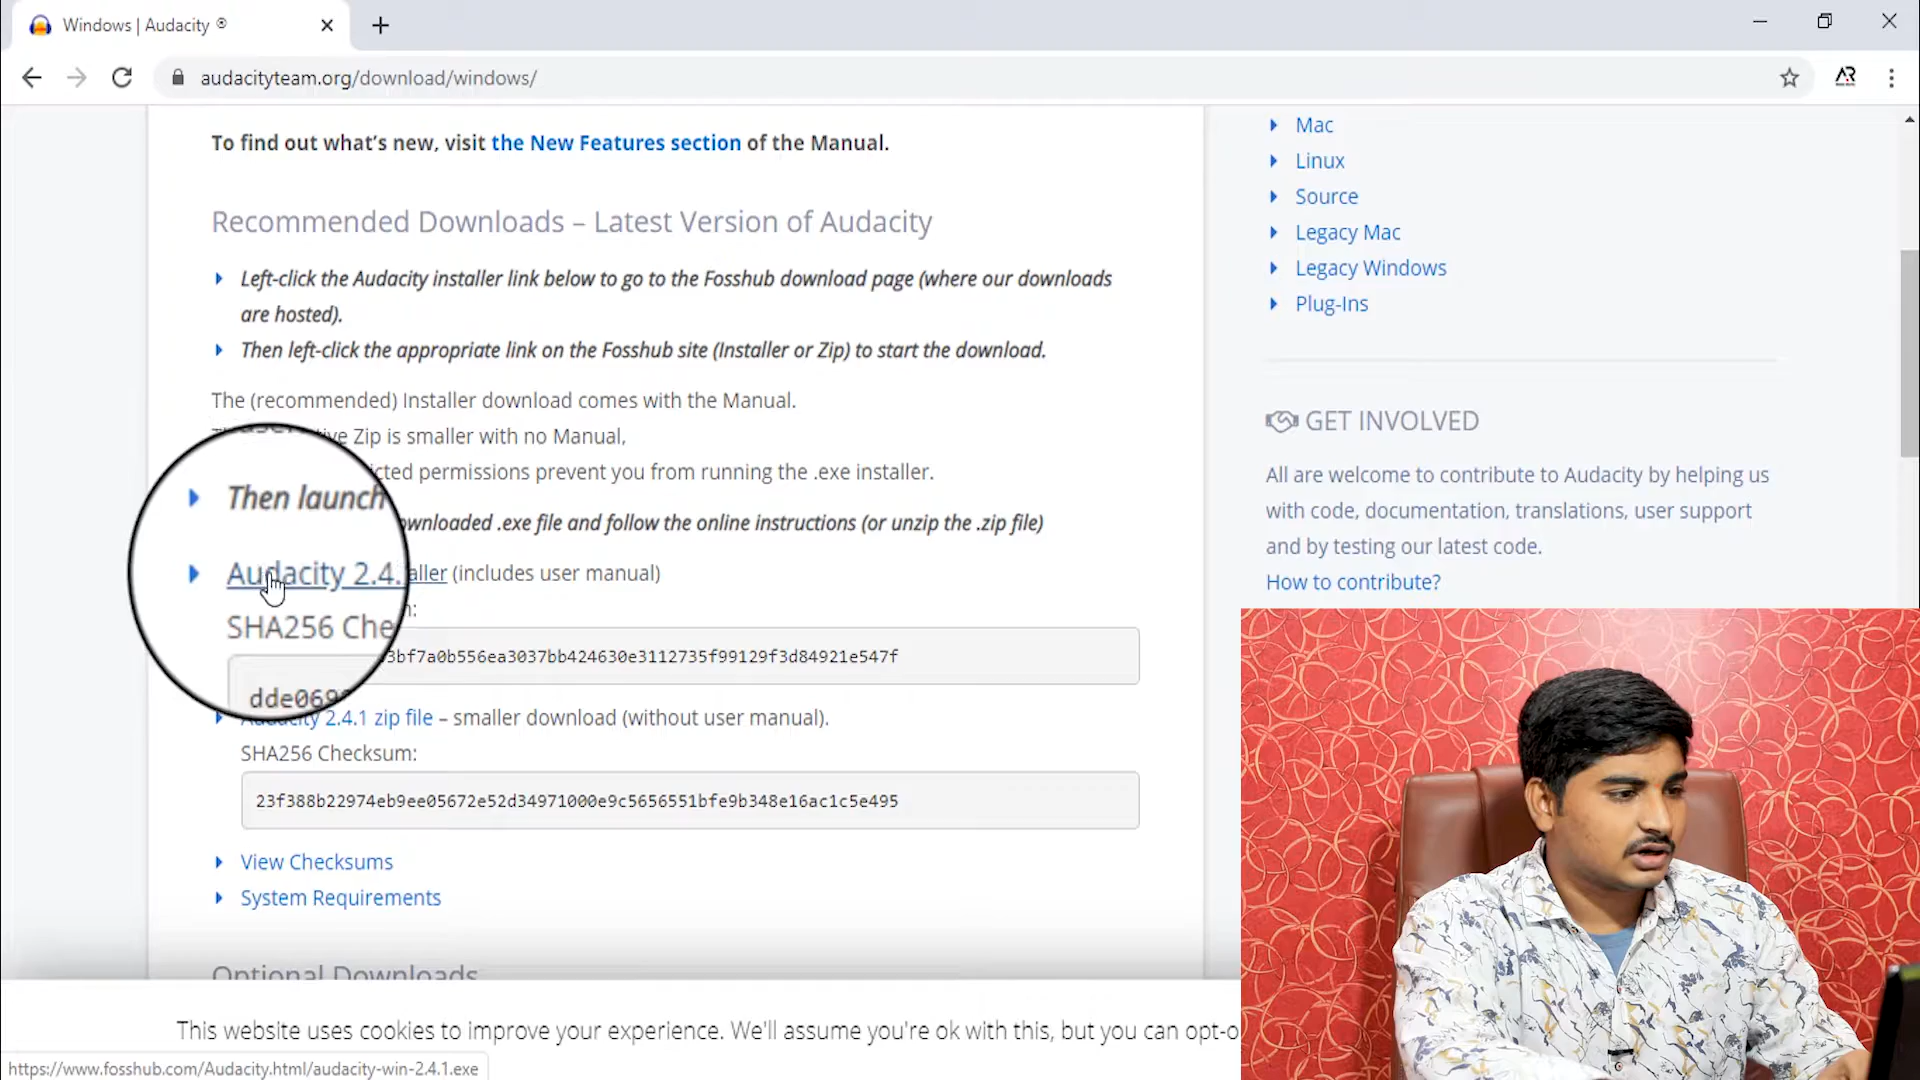 Windows | Audacity ®
audacityteam.org/download/windows/
To find out what's new, visit the New Features section of the Manual.
Recommended Downloads – Latest Version of Audacity
Left-click the Audacity installer link below to go to the Fosshub download page (where our downloads
are hosted).
Then left-click the appropriate link on the Fosshub site (Installer or Zip) to start the download.
The (recommended) Installer download comes with the Manual.
Zip is smaller with no Manual,
permissions prevent you from running the .exe installer.
Then launch
.exe file and follow the online instructions (or unzip the .zip file)
Audacity 2.4. aller (includes user manual)
SHA256 Che
3bf7a0b556ea3037bb424630e3112735f99129f3d84921e547f
dde069
Audacity 2.4.1 zip file – smaller download (without user manual).
SHA256 Checksum:
23f388b22974eb9ee05672e52d34971000e9c5656551bfe9b348e16ac1c5e495
View Checksums
System Requirements
Optional Downloads
Mac
Linux
Source
Legacy Mac
Legacy Windows
Plug-Ins
GET INVOLVED
All are welcome to contribute to Audacity by helping us
with code, documentation, translations, user support
and by testing our latest code.
How to contribute?
This website uses cookies to improve your experience. We'll assume you're ok with this, but you can opt-o
https://www.fosshub.com/Audacity.html/audacity-win-2.4.1.exe